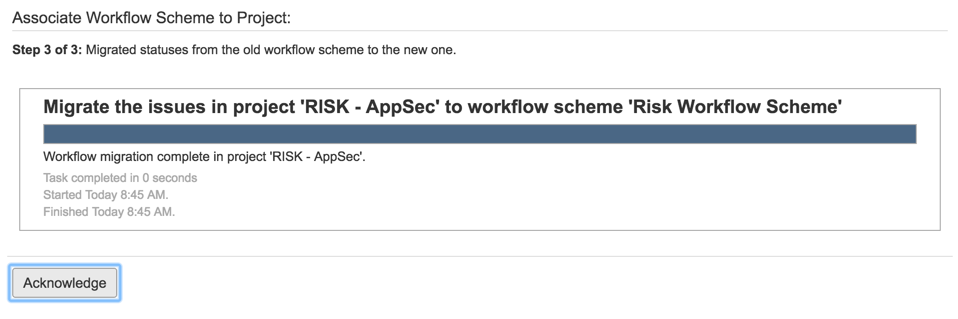 Associate Workflow Scheme to Project:
Step 3 of 3: Migrated statuses from the old workflow scheme to the new one.
Migrate the issues in project 'RISK - AppSec' to workflow scheme 'Risk Workflow Scheme'
Workflow migration complete in project 'RISK - AppSec'.
Task completed in 0 seconds
Started Today 8:45 AM.
Finished Today 8:45 AM.
Acknowledge